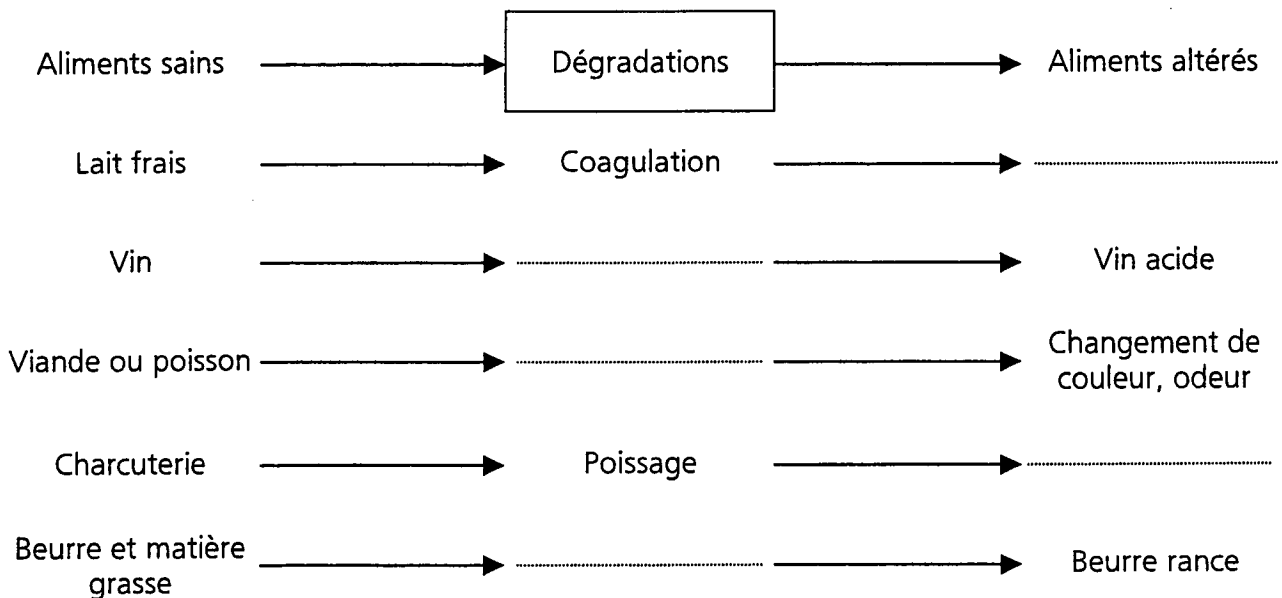 Aliments sains Dégradations Aliments altérés
Lait frais Coagulation
Vin Vin acide
Viande ou poisson Changement de
couleur, odeur
Charcuterie Poissage
Beurre et matière
grasse Beurre rance